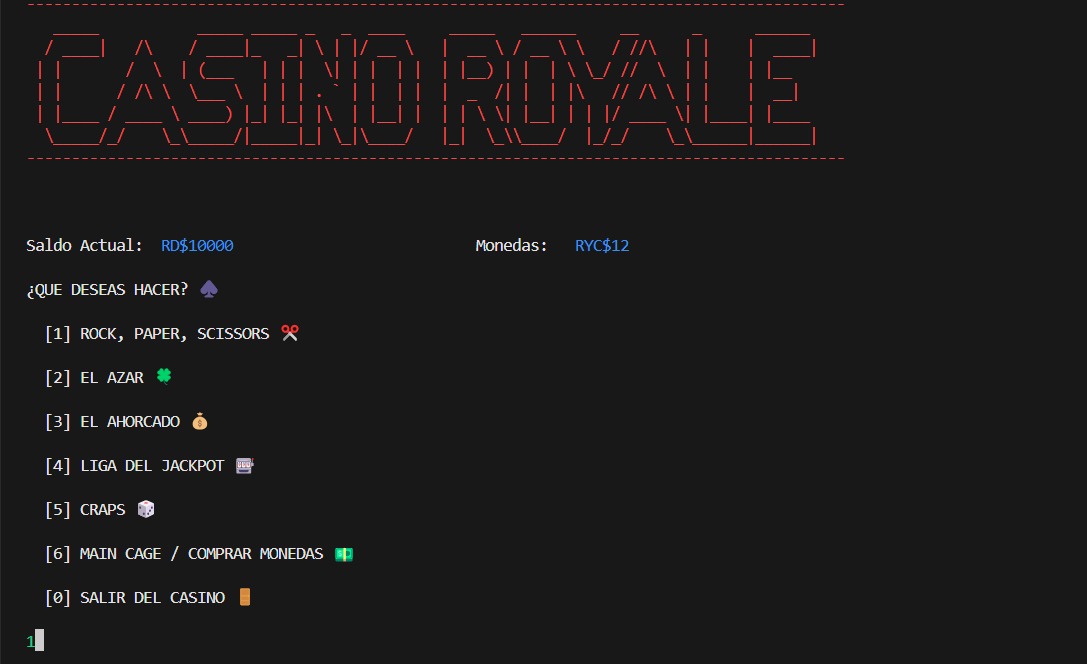 CASINO ROYALE
Saldo Actual: RD$10000 Monedas: RYC$12
¿QUE DESEAS HACER?
[1] ROCK, PAPER, SCISSORS
[2] EL AZAR
[3] EL AHORCADO
[4] LIGA DEL JACKPOT
[5] CRAPS
[6] MAIN CAGE / COMPRAR MONEDAS
[0] SALIR DEL CASINO
1